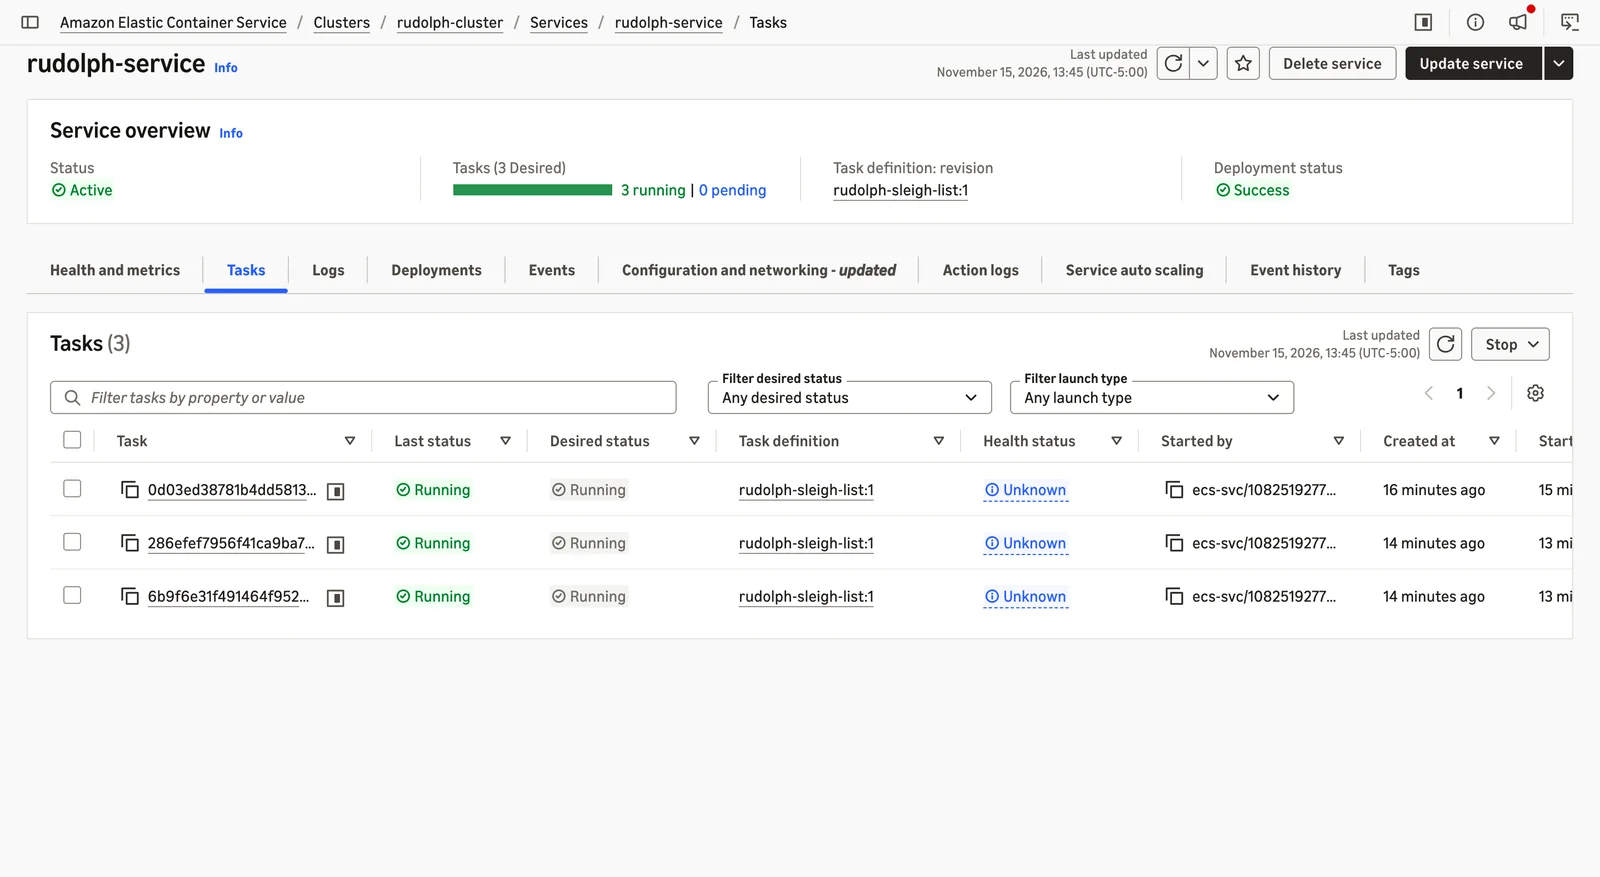 Amazon Elastic Container Service / Clusters / rudolph-cluster / Services / rudolph-service / Tasks
rudolph-service Info
Last updated
November 15, 2026, 13:45 (UTC-5:00)
Delete service
Update service
Service overview Info
Status
Active
Tasks (3 Desired)
3 running | 0 pending
Task definition: revision
rudolph-sleigh-list:1
Deployment status
Success
Health and metrics Tasks Logs Deployments Events Configuration and networking - updated Action logs Service auto scaling Event history Tags
Tasks (3)
Last updated
November 15, 2026, 13:45 (UTC-5:00)
Stop
Filter tasks by property or value
Filter desired status
Any desired status
Filter launch type
Any launch type
1
Task Last status Desired status Task definition Health status Started by Created at Start
0d03ed38781b4dd5813... Running Running rudolph-sleigh-list:1 Unknown ecs-svc/1082519277... 16 minutes ago 15 mi
286efef7956f41ca9ba7... Running Running rudolph-sleigh-list:1 Unknown ecs-svc/1082519277... 14 minutes ago 13 mi
6b9f6e31f491464f952... Running Running rudolph-sleigh-list:1 Unknown ecs-svc/1082519277... 14 minutes ago 13 mi